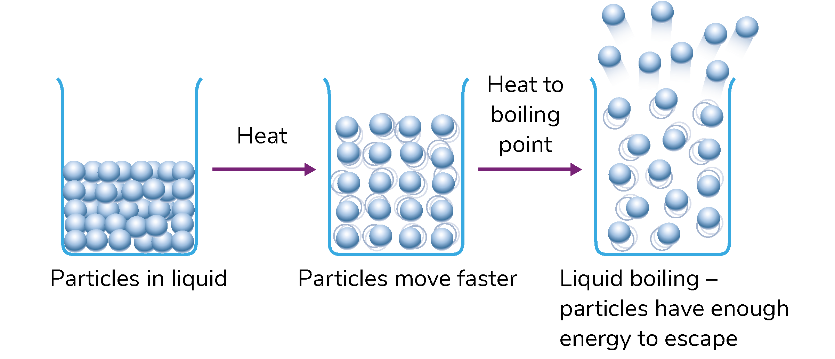 Heat
Heat to
boiling
point
Particles in liquid
Particles move faster
Liquid boiling –
particles have enough
energy to escape